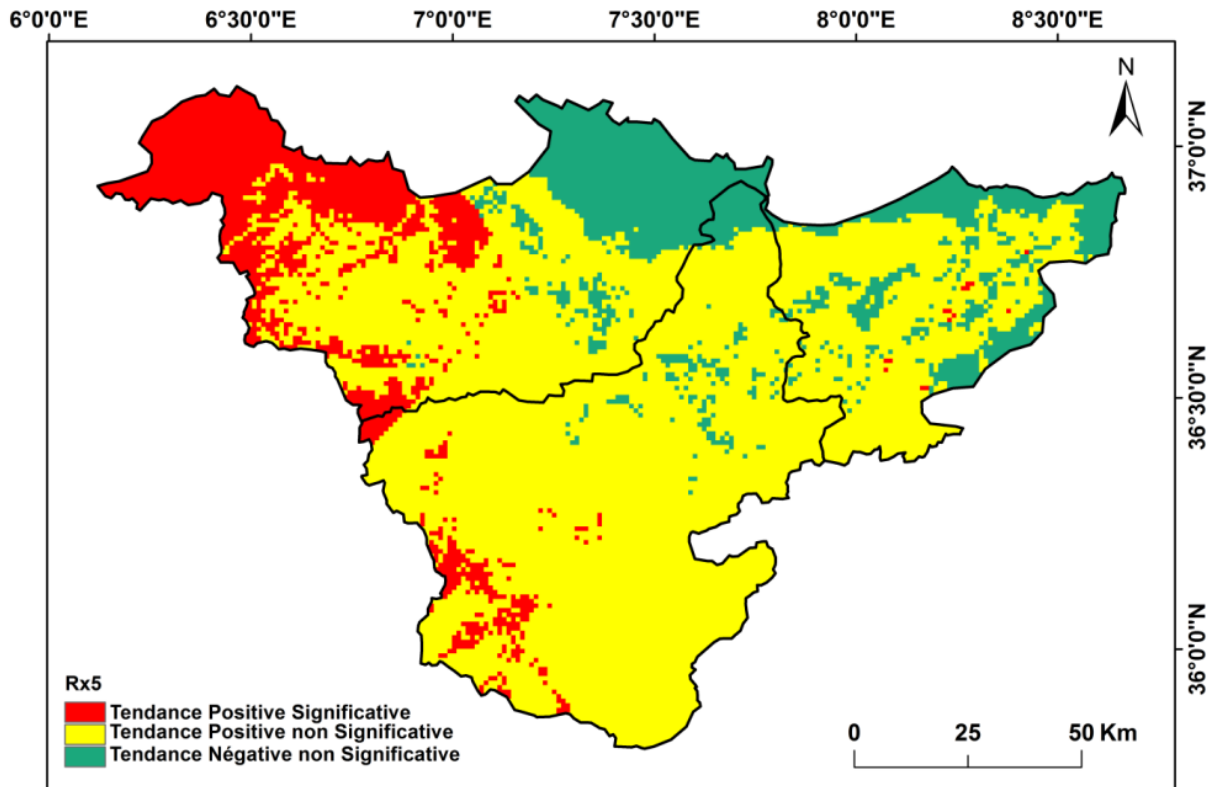 6°0'0"E 6°30'0"E 7°0'0"E 7°30'0"E 8°0'0"E 8°30'0"E
N
37°0'0"N
36°30'0"N
36°0'0"N
Rx5
Tendance Positive Significative
Tendance Positive non Significative
Tendance Négative non Significative
0 25 50 Km